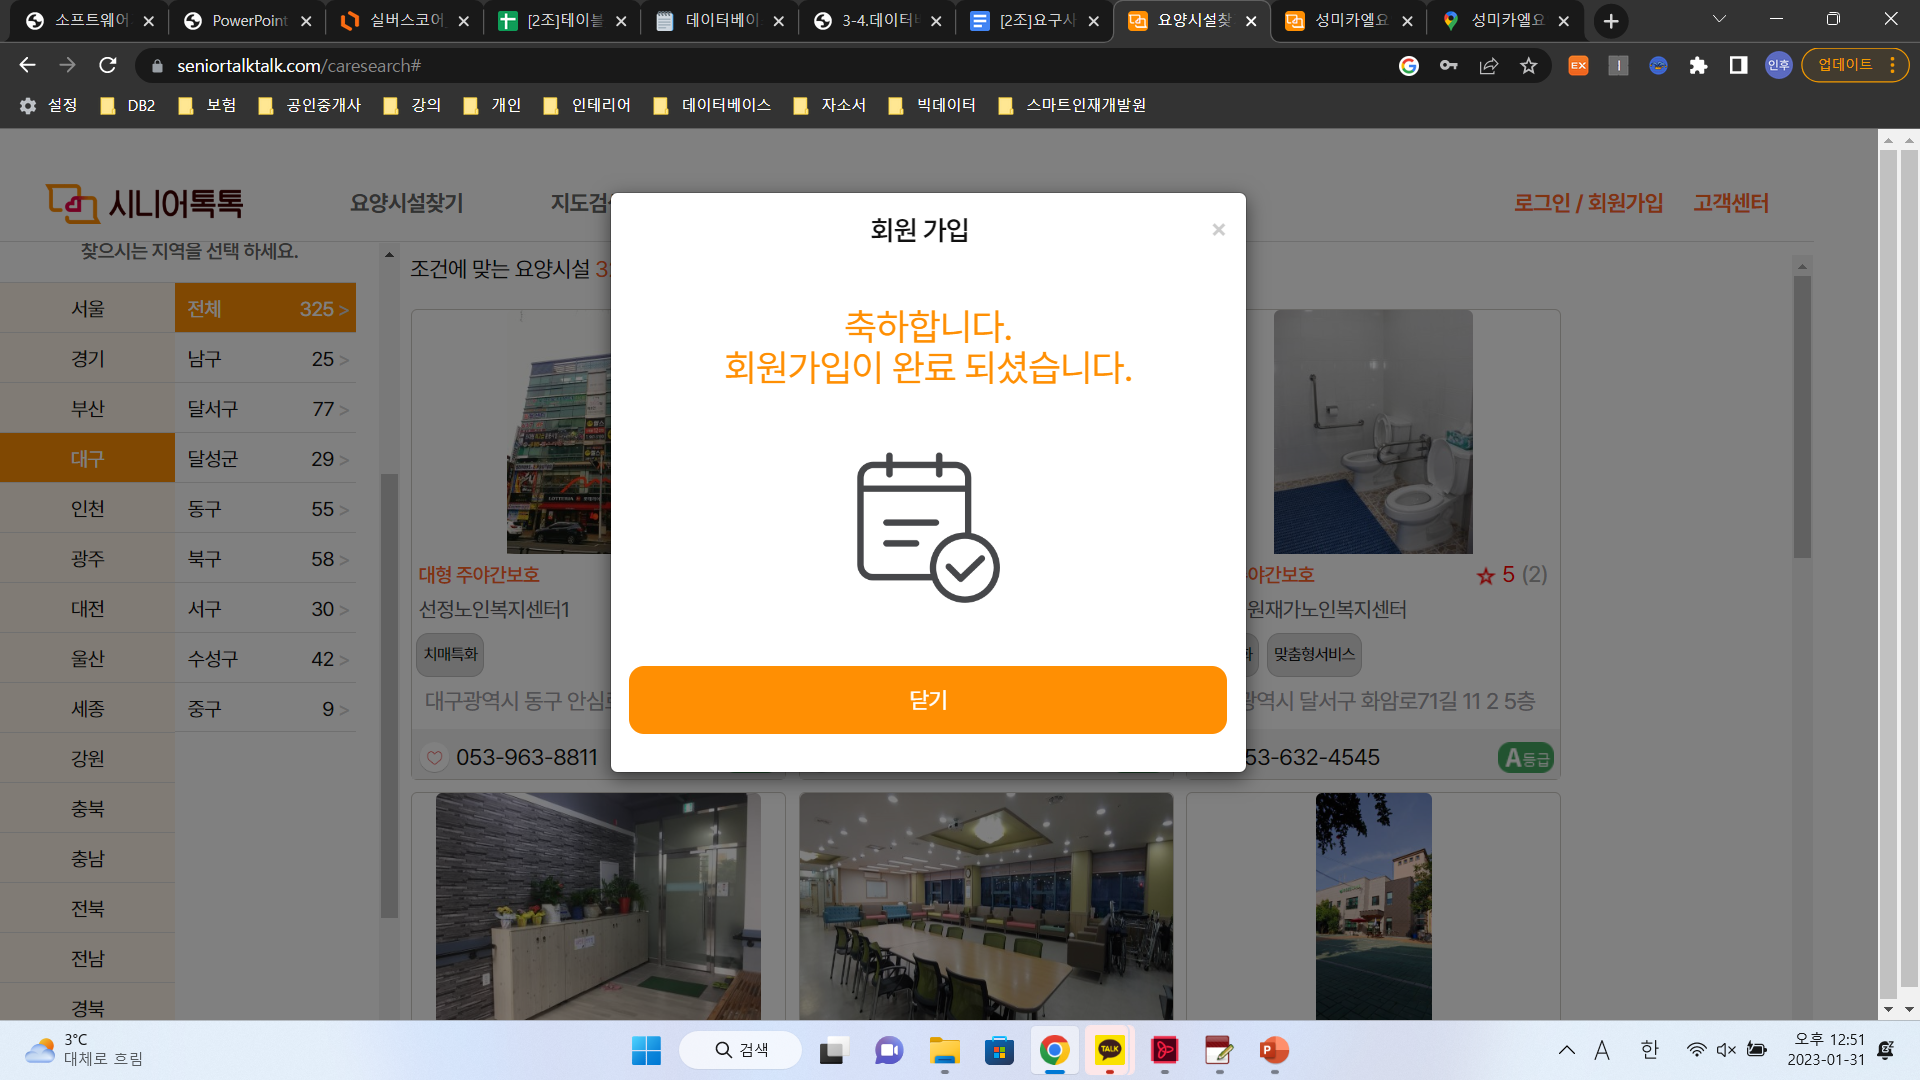 소프트웨어
PowerPoint
실버스코어
[2조]테이블
데이터베이
3-4.데이터
[2조]요구사
요양시설찾
성미카엘요
성미카엘요
seniortalktalk.com/caresearch#
EX
인후
업데이트
설정
DB2
보험
공인중개사
강의
개인
인테리어
데이터베이스
자소서
빅데이터
스마트인재개발원
시니어톡톡
요양시설찾기
지도검
로그인 / 회원가입
고객센터
찾으시는 지역을 선택 하세요.
조건에 맞는 요양시설 3
서울
전체 325 >
경기
남구 25 >
부산
달서구 77 >
대구
달성군 29 >
인천
동구 55 >
광주
북구 58 >
대전
서구 30 >
울산
수성구 42 >
세종
중구 9 >
강원
충북
충남
전북
전남
경북
회원 가입
×
축하합니다.
회원가입이 완료 되셨습니다.
닫기
대형 주야간보호
선정노인복지센터1
치매특화
대구광역시 동구 안심
053-963-8811
야간보호
5 (2)
원재가노인복지센터
맞춤형서비스
광역시 달서구 화암로71길 11 2 5층
53-632-4545
A등급
3°C
대체로 흐림
검색
TALK
A
한
오후 12:51
2023-01-31